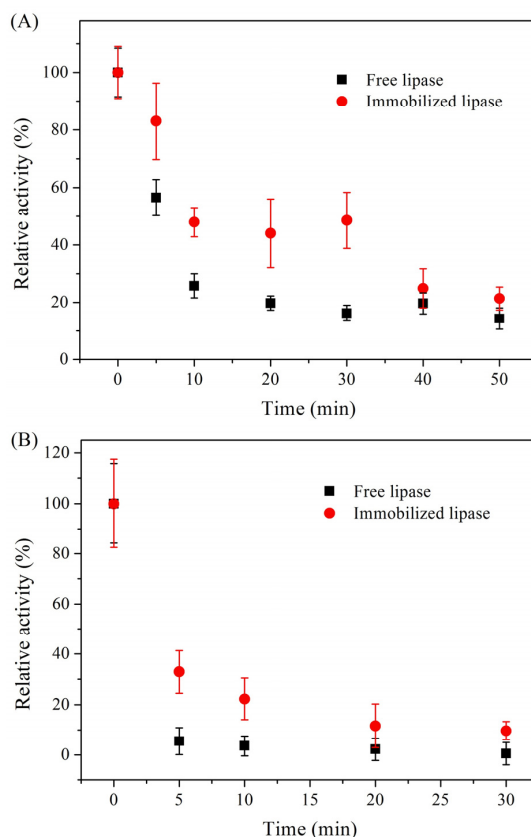 (A)
100
80
60
40
20
0
Relative activity (%)
Free lipase
Immobilized lipase
0 10 20 30 40 50
Time (min)
(B)
120
100
80
60
40
20
0
Relative activity (%)
Free lipase
Immobilized lipase
0 5 10 15 20 25 30
Time (min)